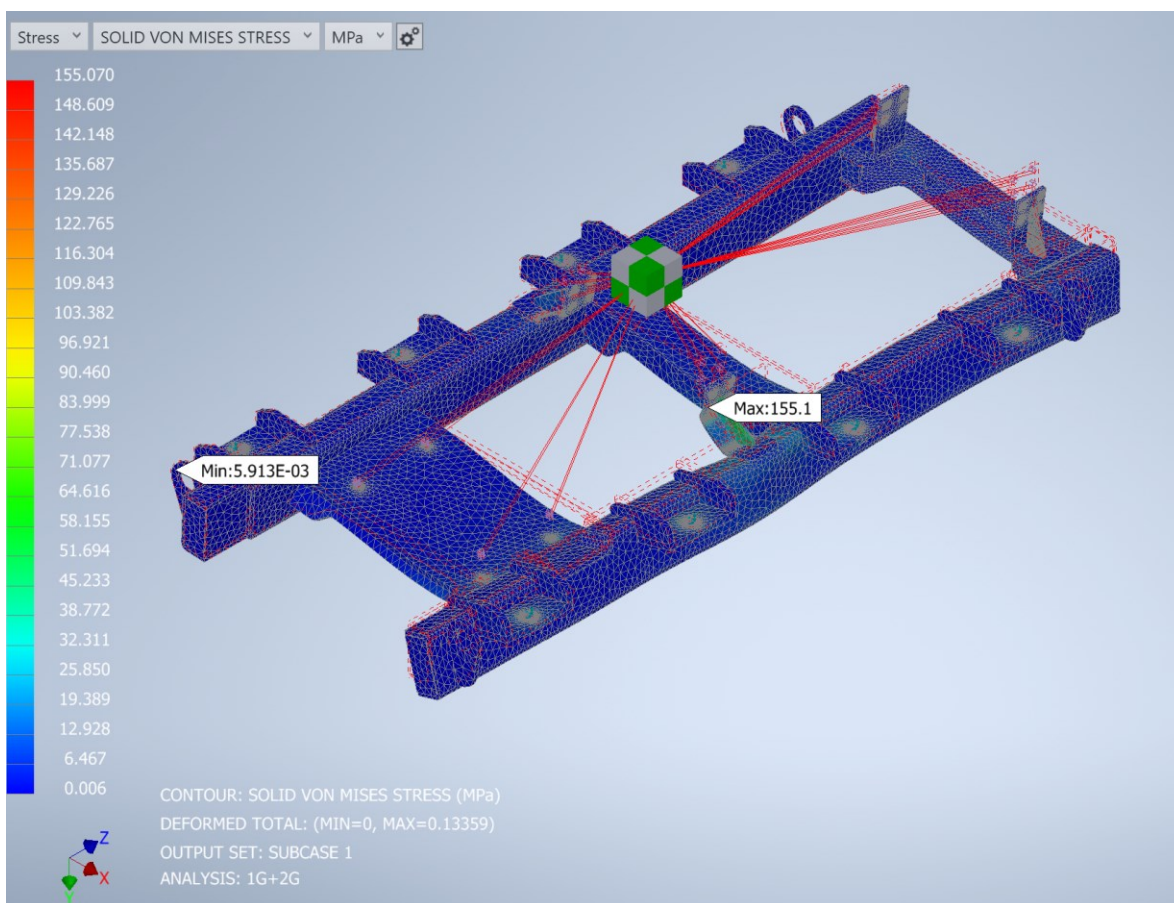 Stress SOLID VON MISES STRESS MPa
155.070
148.609
142.148
135.687
129.226
122.765
116.304
109.843
103.382
96.921
90.460
83.999
77.538
71.077
64.616
58.155
51.694
45.233
38.772
32.311
25.850
19.389
12.928
6.467
0.006
Max:155.1
Min:5.913E-03
CONTOUR: SOLID VON MISES STRESS (MPa)
DEFORMED TOTAL: (MIN=0, MAX=0.13359)
OUTPUT SET: SUBCASE 1
ANALYSIS: 1G+2G
Z
X
Y